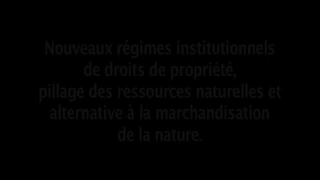 Nouveaux régimes institutionnels
de droits de propriété,
pillage des ressources naturelles et
alternative à la marchandisation
de la nature.